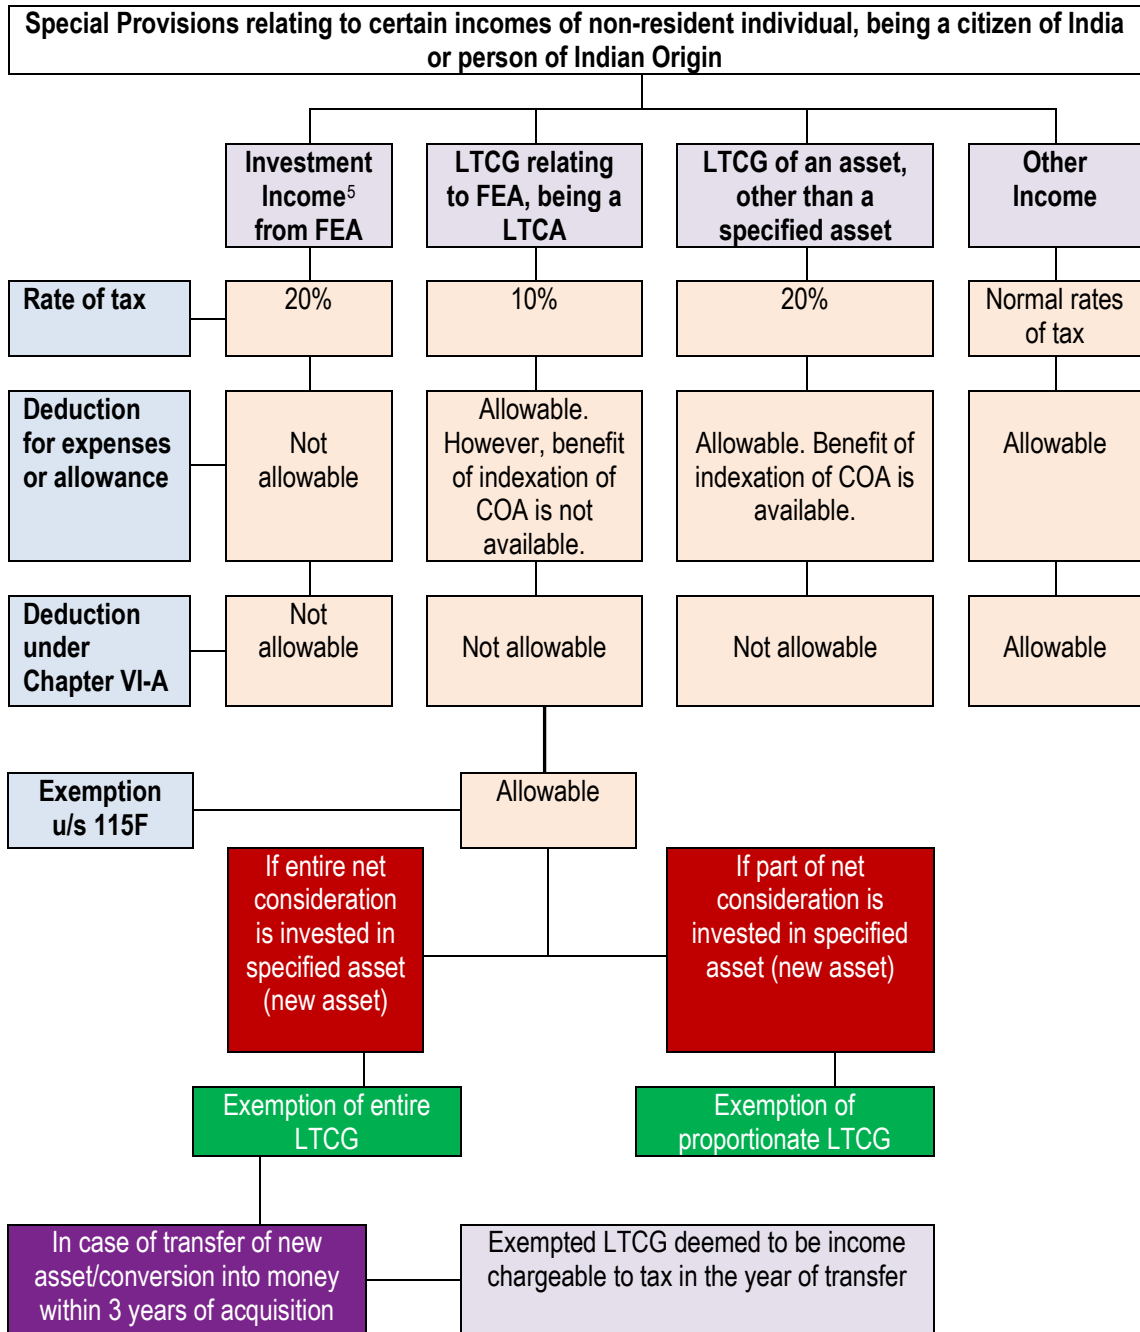 Special Provisions relating to certain incomes of non-resident individual, being a citizen of India
or person of Indian Origin
Investment
Income5
from FEA
LTCG relating
to FEA, being a
LTCA
LTCG of an asset,
other than a
specified asset
Other
Income
Rate of tax
20%
10%
20%
Normal rates
of tax
Deduction
for expenses
or allowance
Not
allowable
Allowable.
However, benefit
of indexation of
COA is not
available.
Allowable. Benefit of
indexation of COA is
available.
Allowable
Deduction
under
Chapter VI-A
Not
allowable
Not allowable
Not allowable
Allowable
Exemption
u/s 115F
Allowable
If entire net
consideration
is invested in
specified asset
(new asset)
If part of net
consideration is
invested in specified
asset (new asset)
Exemption of entire
LTCG
Exemption of
proportionate LTCG
In case of transfer of new
asset/conversion into money
within 3 years of acquisition
Exempted LTCG deemed to be income
chargeable to tax in the year of transfer